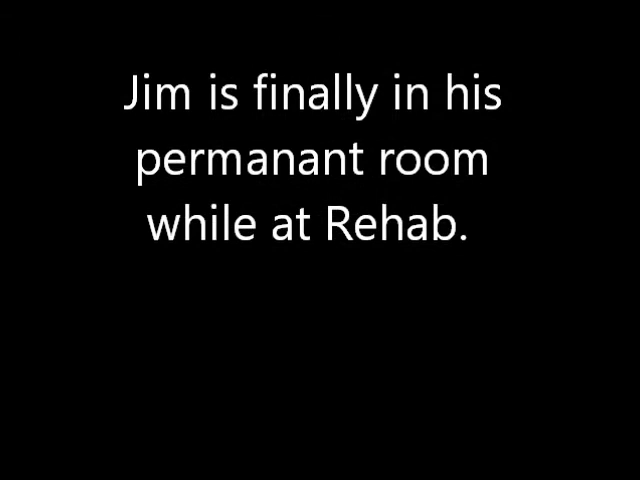 Jim is finally in his
permanant room
while at Rehab.